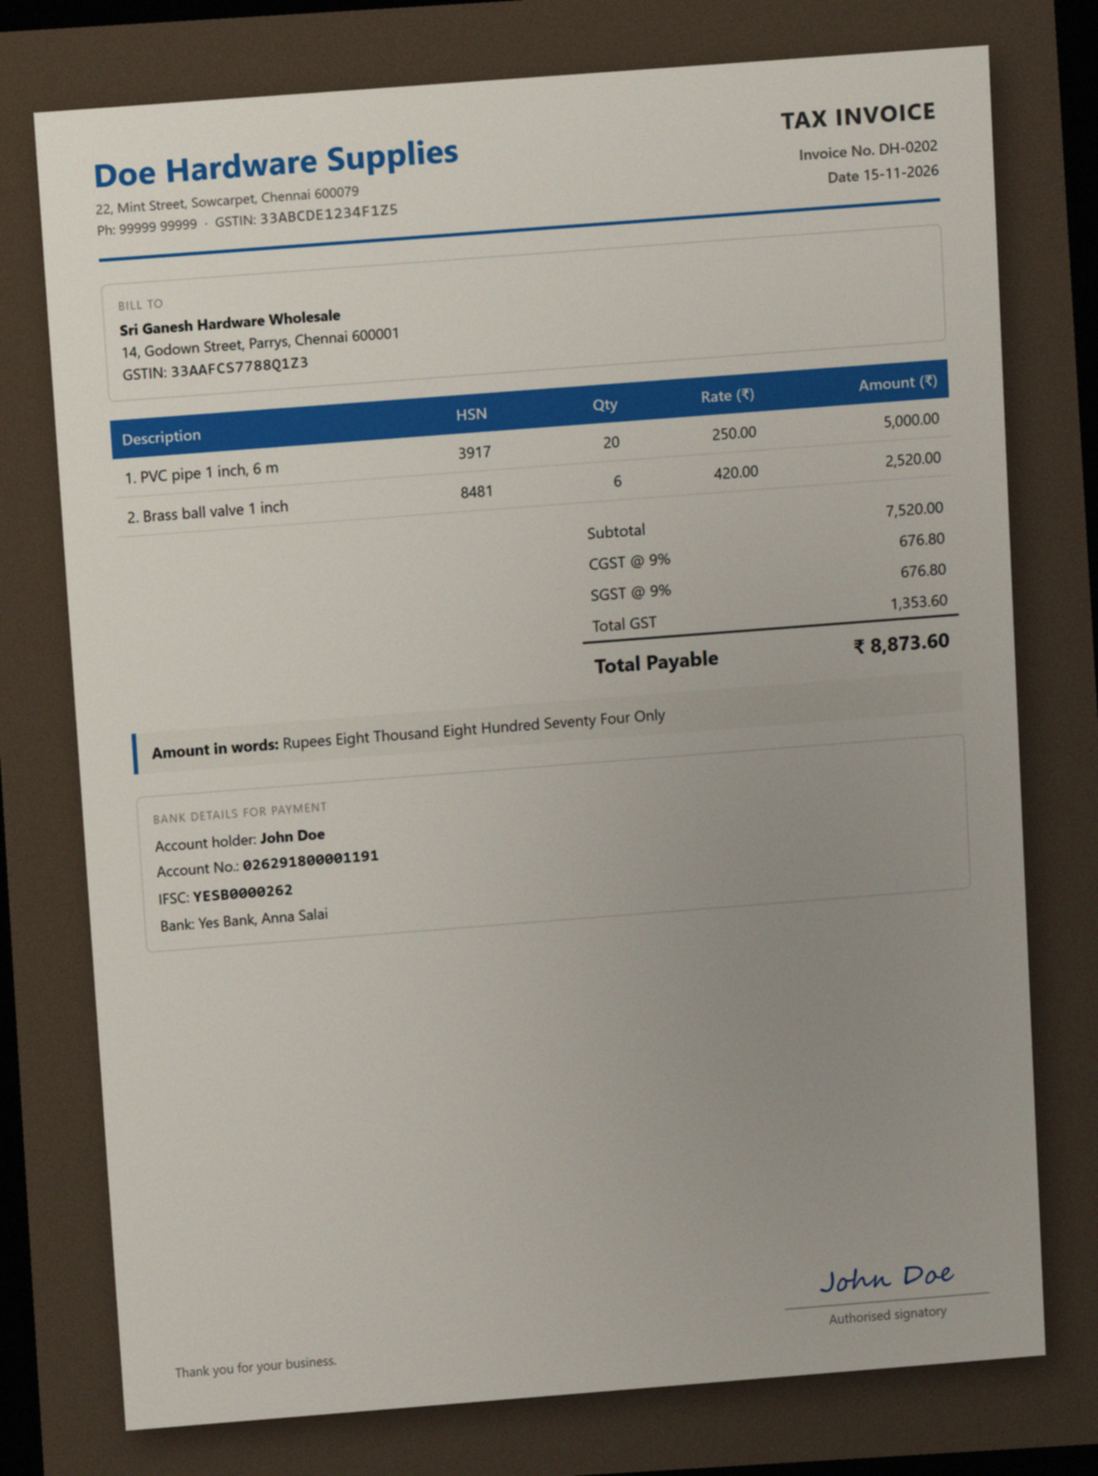 Doe Hardware Supplies
22, Mint Street, Sowcarpet, Chennai 600079
Ph: 99999 99999 · GSTIN: 33ABCDE1234F1Z5
TAX INVOICE
Invoice No. DH-0202
Date 15-11-2026
BILL TO
Sri Ganesh Hardware Wholesale
14, Godown Street, Parrys, Chennai 600001
GSTIN: 33AAFCS7788Q1Z3
Description HSN Qty Rate (₹) Amount (₹)
1. PVC pipe 1 inch, 6 m 3917 20 250.00 5,000.00
2. Brass ball valve 1 inch 8481 6 420.00 2,520.00
Subtotal 7,520.00
CGST @ 9% 676.80
SGST @ 9% 676.80
Total GST 1,353.60
Total Payable ₹ 8,873.60
Amount in words: Rupees Eight Thousand Eight Hundred Seventy Four Only
BANK DETAILS FOR PAYMENT
Account holder: John Doe
Account No.: 026291800001191
IFSC: YESB0000262
Bank: Yes Bank, Anna Salai
John Doe
Authorised signatory
Thank you for your business.